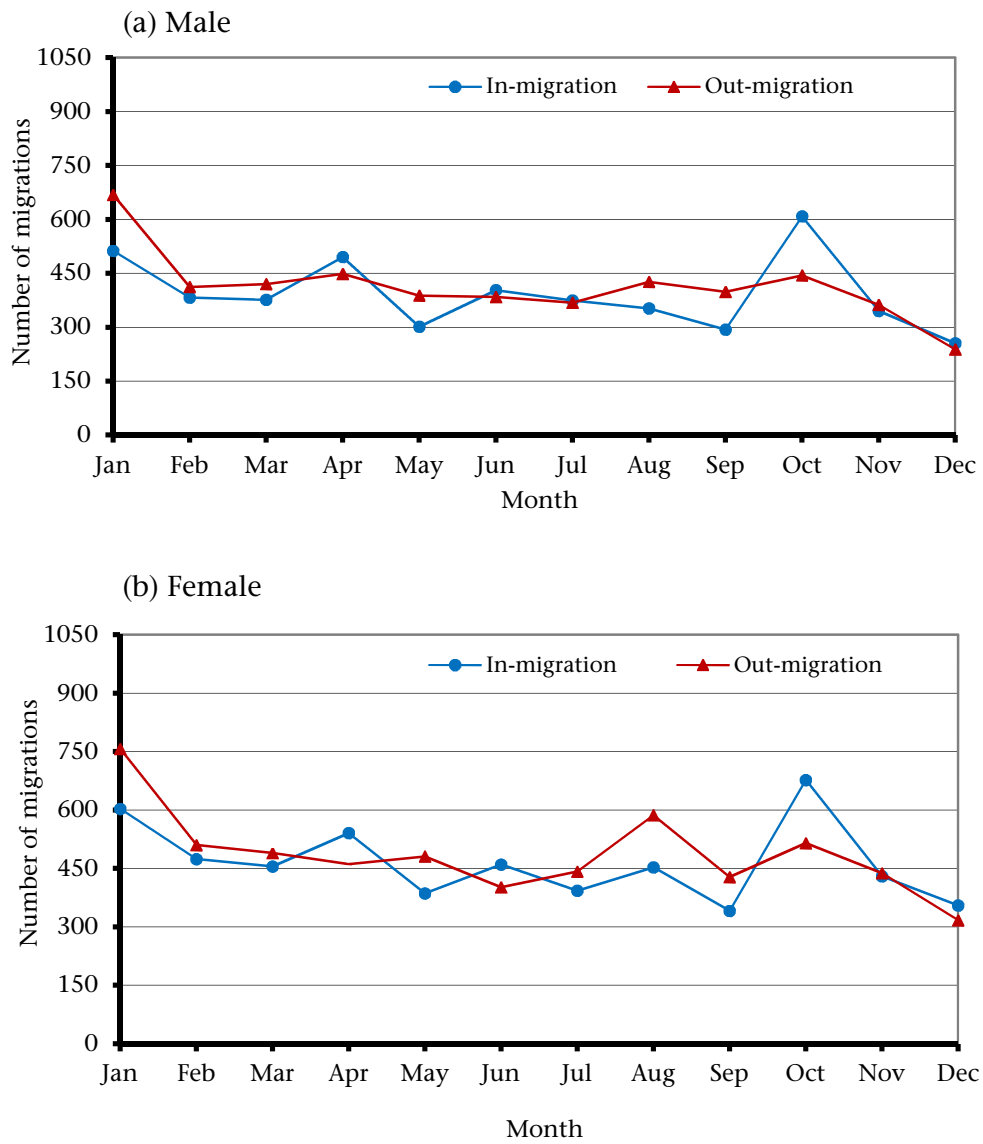 (a) Male
1050
In-migration Out-migration
900
750
600
450
300
150
0
Number of migrations
Jan Feb Mar Apr May Jun Jul Aug Sep Oct Nov Dec
Month
(b) Female
1050
In-migration Out-migration
900
750
600
450
300
150
0
Number of migrations
Jan Feb Mar Apr May Jun Jul Aug Sep Oct Nov Dec
Month